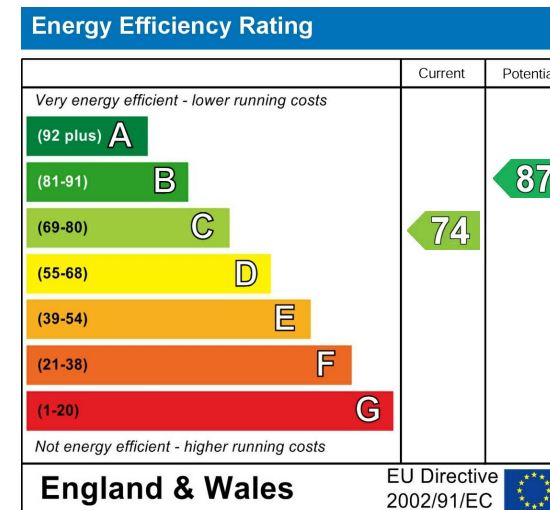 Energy Efficiency Rating
Current Potentia
Very energy efficient - lower running costs
(92 plus) A
(81-91) B 87
(69-80) C 74
(55-68) D
(39-54) E
(21-38) F
(1-20) G
Not energy efficient - higher running costs
England & Wales
EU Directive
2002/91/EC